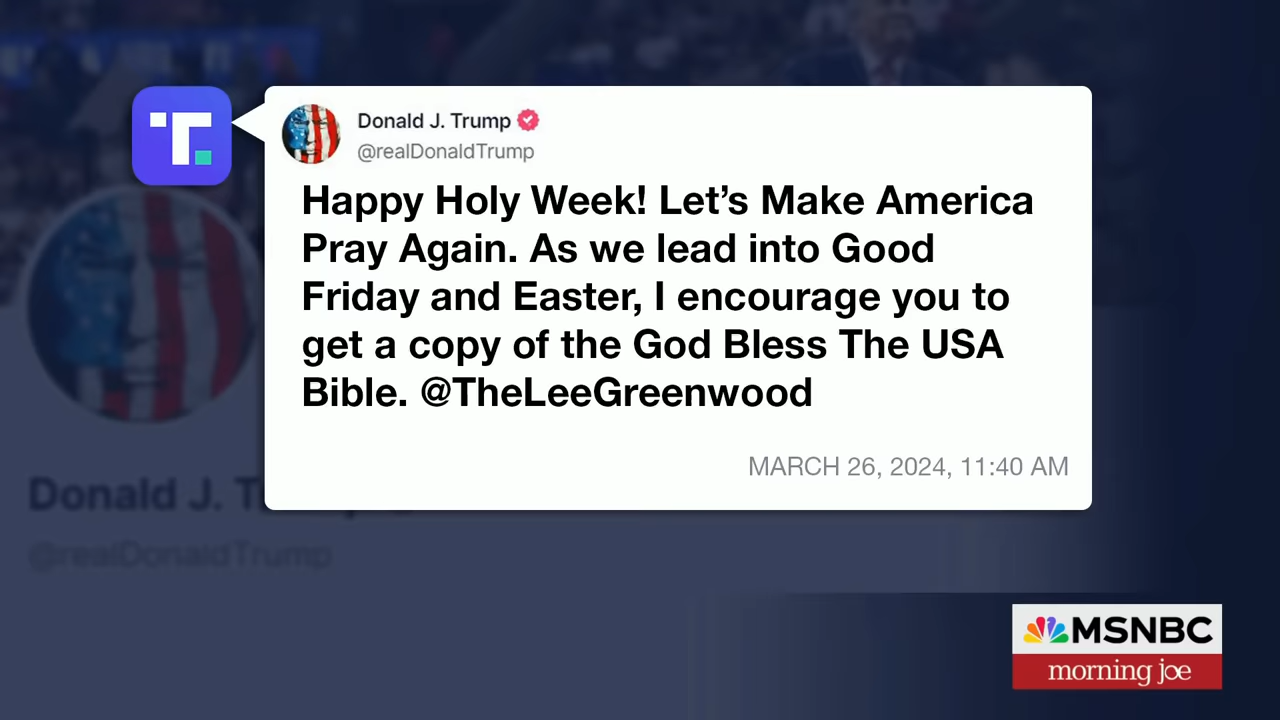 Donald J. Trump
@realDonaldTrump
Happy Holy Week! Let’s Make America
Pray Again. As we lead into Good
Friday and Easter, I encourage you to
get a copy of the God Bless The USA
Bible. @TheLeeGreenwood
MARCH 26, 2024, 11:40 AM
Donald J. T
@realDonaldTrump
MSNBC
morning joe